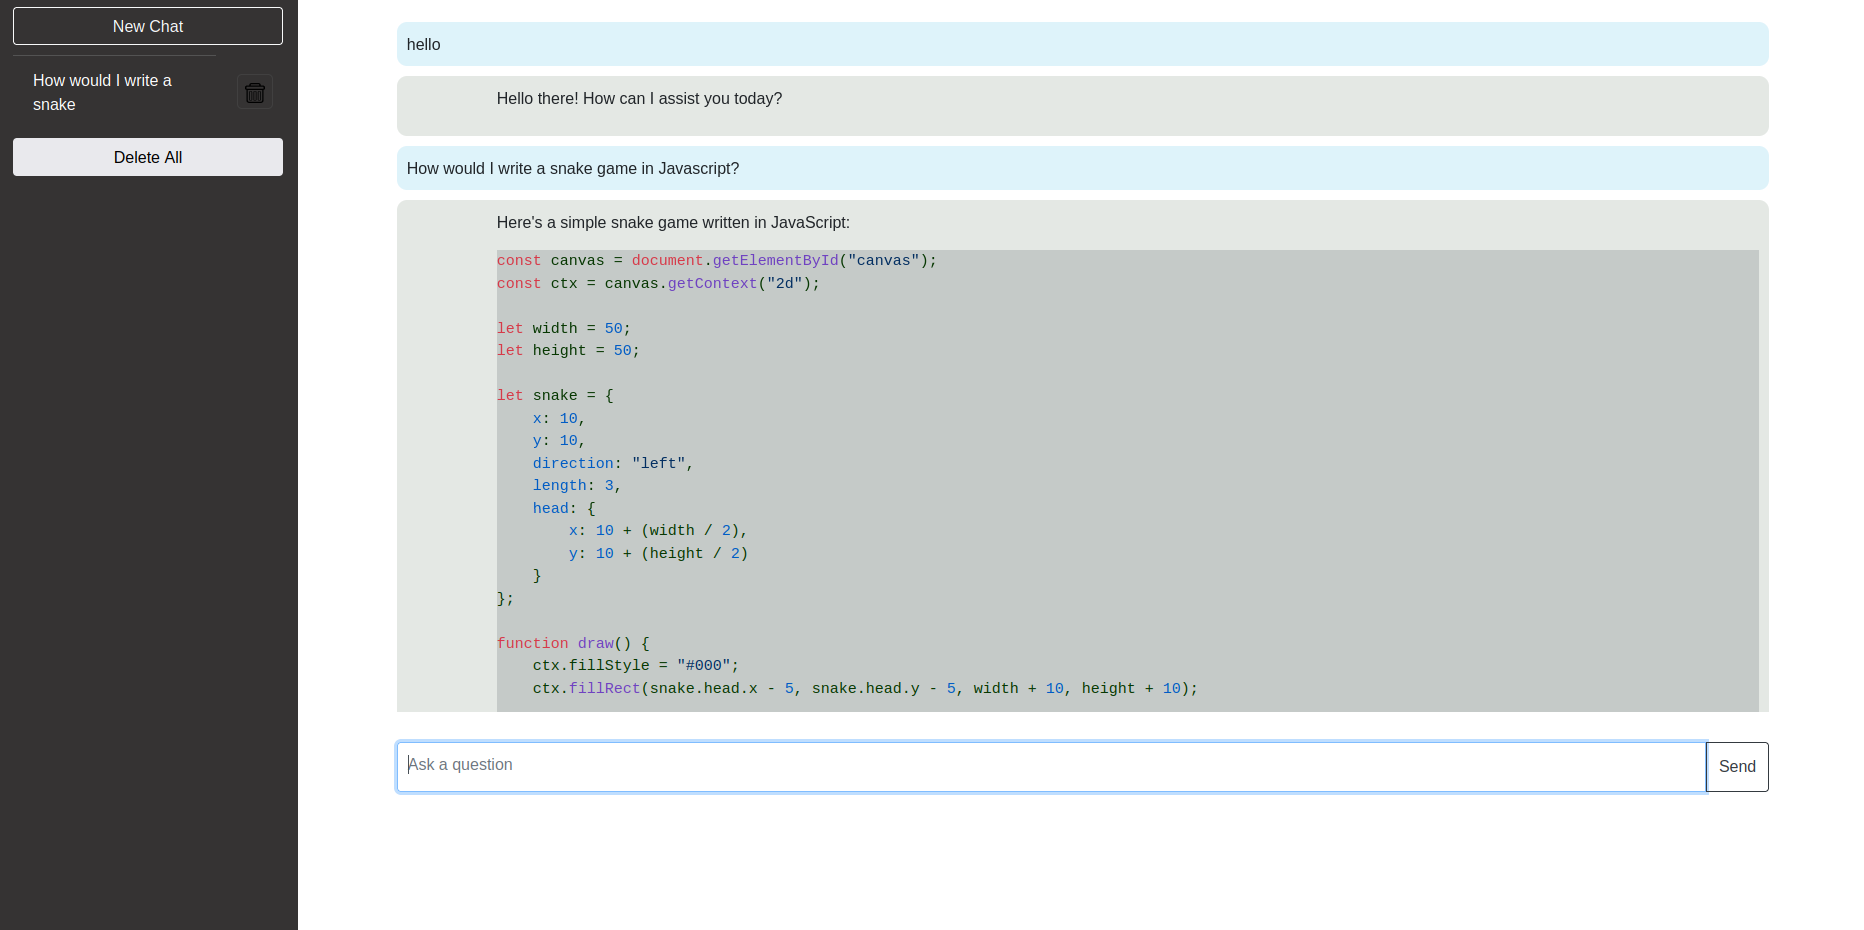 New Chat
How would I write a
snake
Delete All
hello
Hello there! How can I assist you today?
How would I write a snake game in Javascript?
Here's a simple snake game written in JavaScript:
const canvas = document.getElementById("canvas");
const ctx = canvas.getContext("2d");
let width = 50;
let height = 50;
let snake = {
    x: 10,
    y: 10,
    direction: "left",
    length: 3,
    head: {
        x: 10 + (width / 2),
        y: 10 + (height / 2)
    }
};
function draw() {
    ctx.fillStyle = "#000";
    ctx.fillRect(snake.head.x - 5, snake.head.y - 5, width + 10, height + 10);
Ask a question
Send